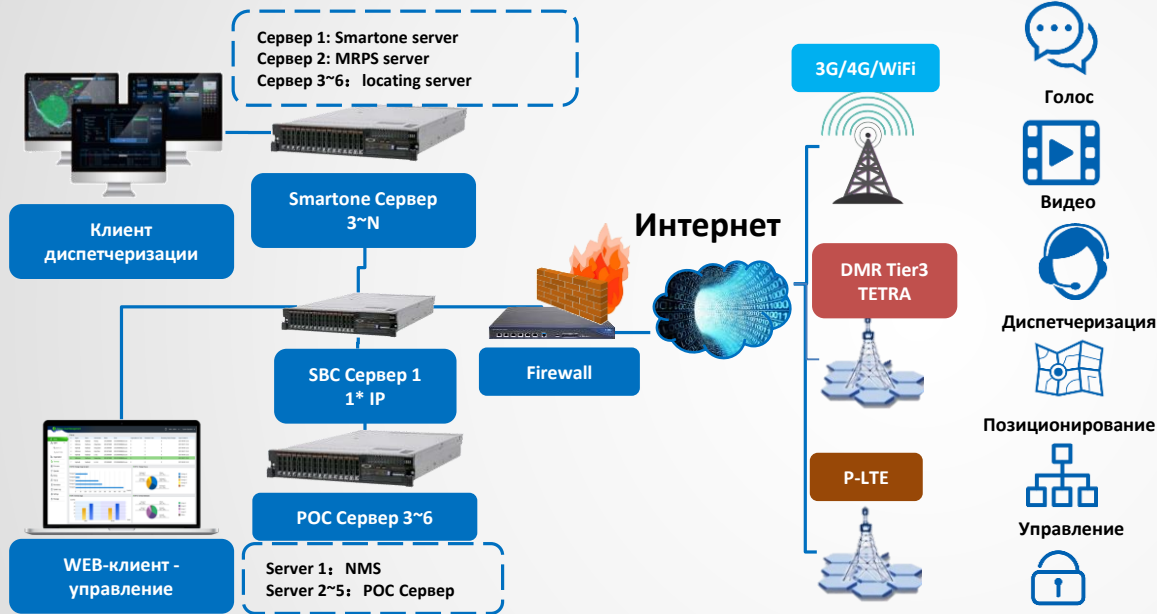 Сервер 1: Smartone server
Сервер 2: MRPS server
Сервер 3~6: locating server
3G/4G/WiFi
Голос
Smartone Сервер
3~N
Клиент
диспетчеризации
Интернет
Видео
DMR Tier3
TETRA
Диспетчеризация
SBC Сервер 1
1* IP
Firewall
Позиционирование
P-LTE
POC Сервер 3~6
Управление
WEB-клиент -
управление
Server 1: NMS
Server 2~5: POC Сервер